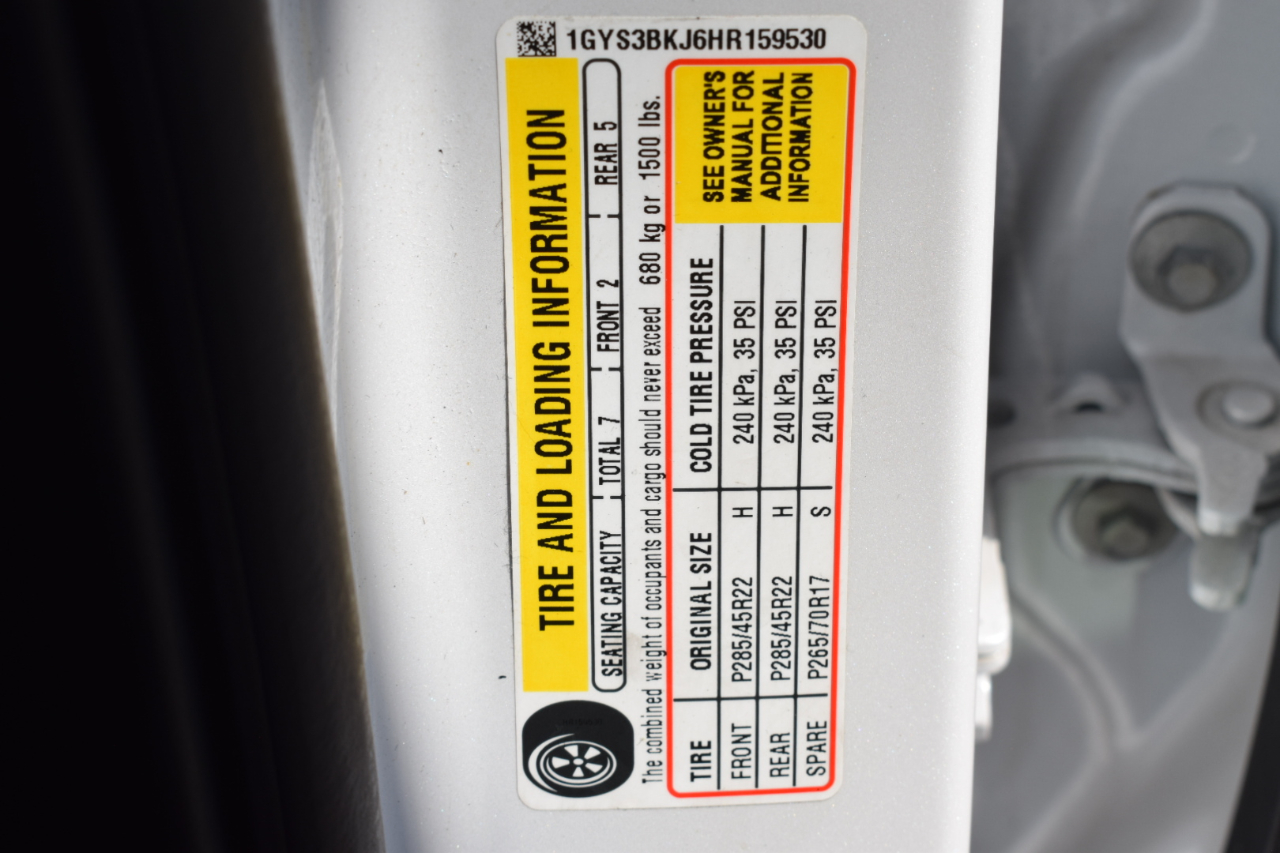 1GYS3BKJ6HR159530
TIRE AND LOADING INFORMATION
SEATING CAPACITY TOTAL 7 FRONT 2 REAR 5
The combined weight of occupants and cargo should never exceed 680 kg or 1500 lbs.
TIRE ORIGINAL SIZE COLD TIRE PRESSURE
FRONT P285/45R22 H 240 kPa, 35 PSI
REAR P285/45R22 H 240 kPa, 35 PSI
SPARE P265/70R17 S 240 kPa, 35 PSI
SEE OWNER'S
MANUAL FOR
ADDITIONAL
INFORMATION